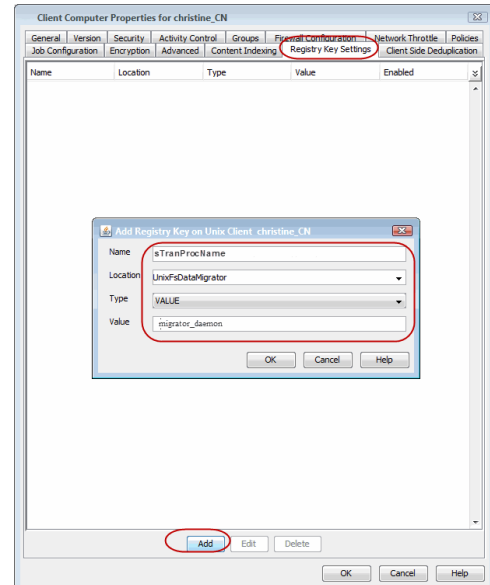 Client Computer Properties for christine_CN
General Version Security Activity Control Groups Firewall Configuration Network Throttle Policies
Job Configuration Encryption Advanced Content Indexing Registry Key Settings Client Side Deduplication
Name Location Type Value Enabled
Add Registry Key on Unix Client christine_CN
Name sTranProcName
Location UnixFsDataMigrator
Type VALUE
Value migrator_daemon
OK Cancel Help
Add Edit Delete
OK Cancel Help